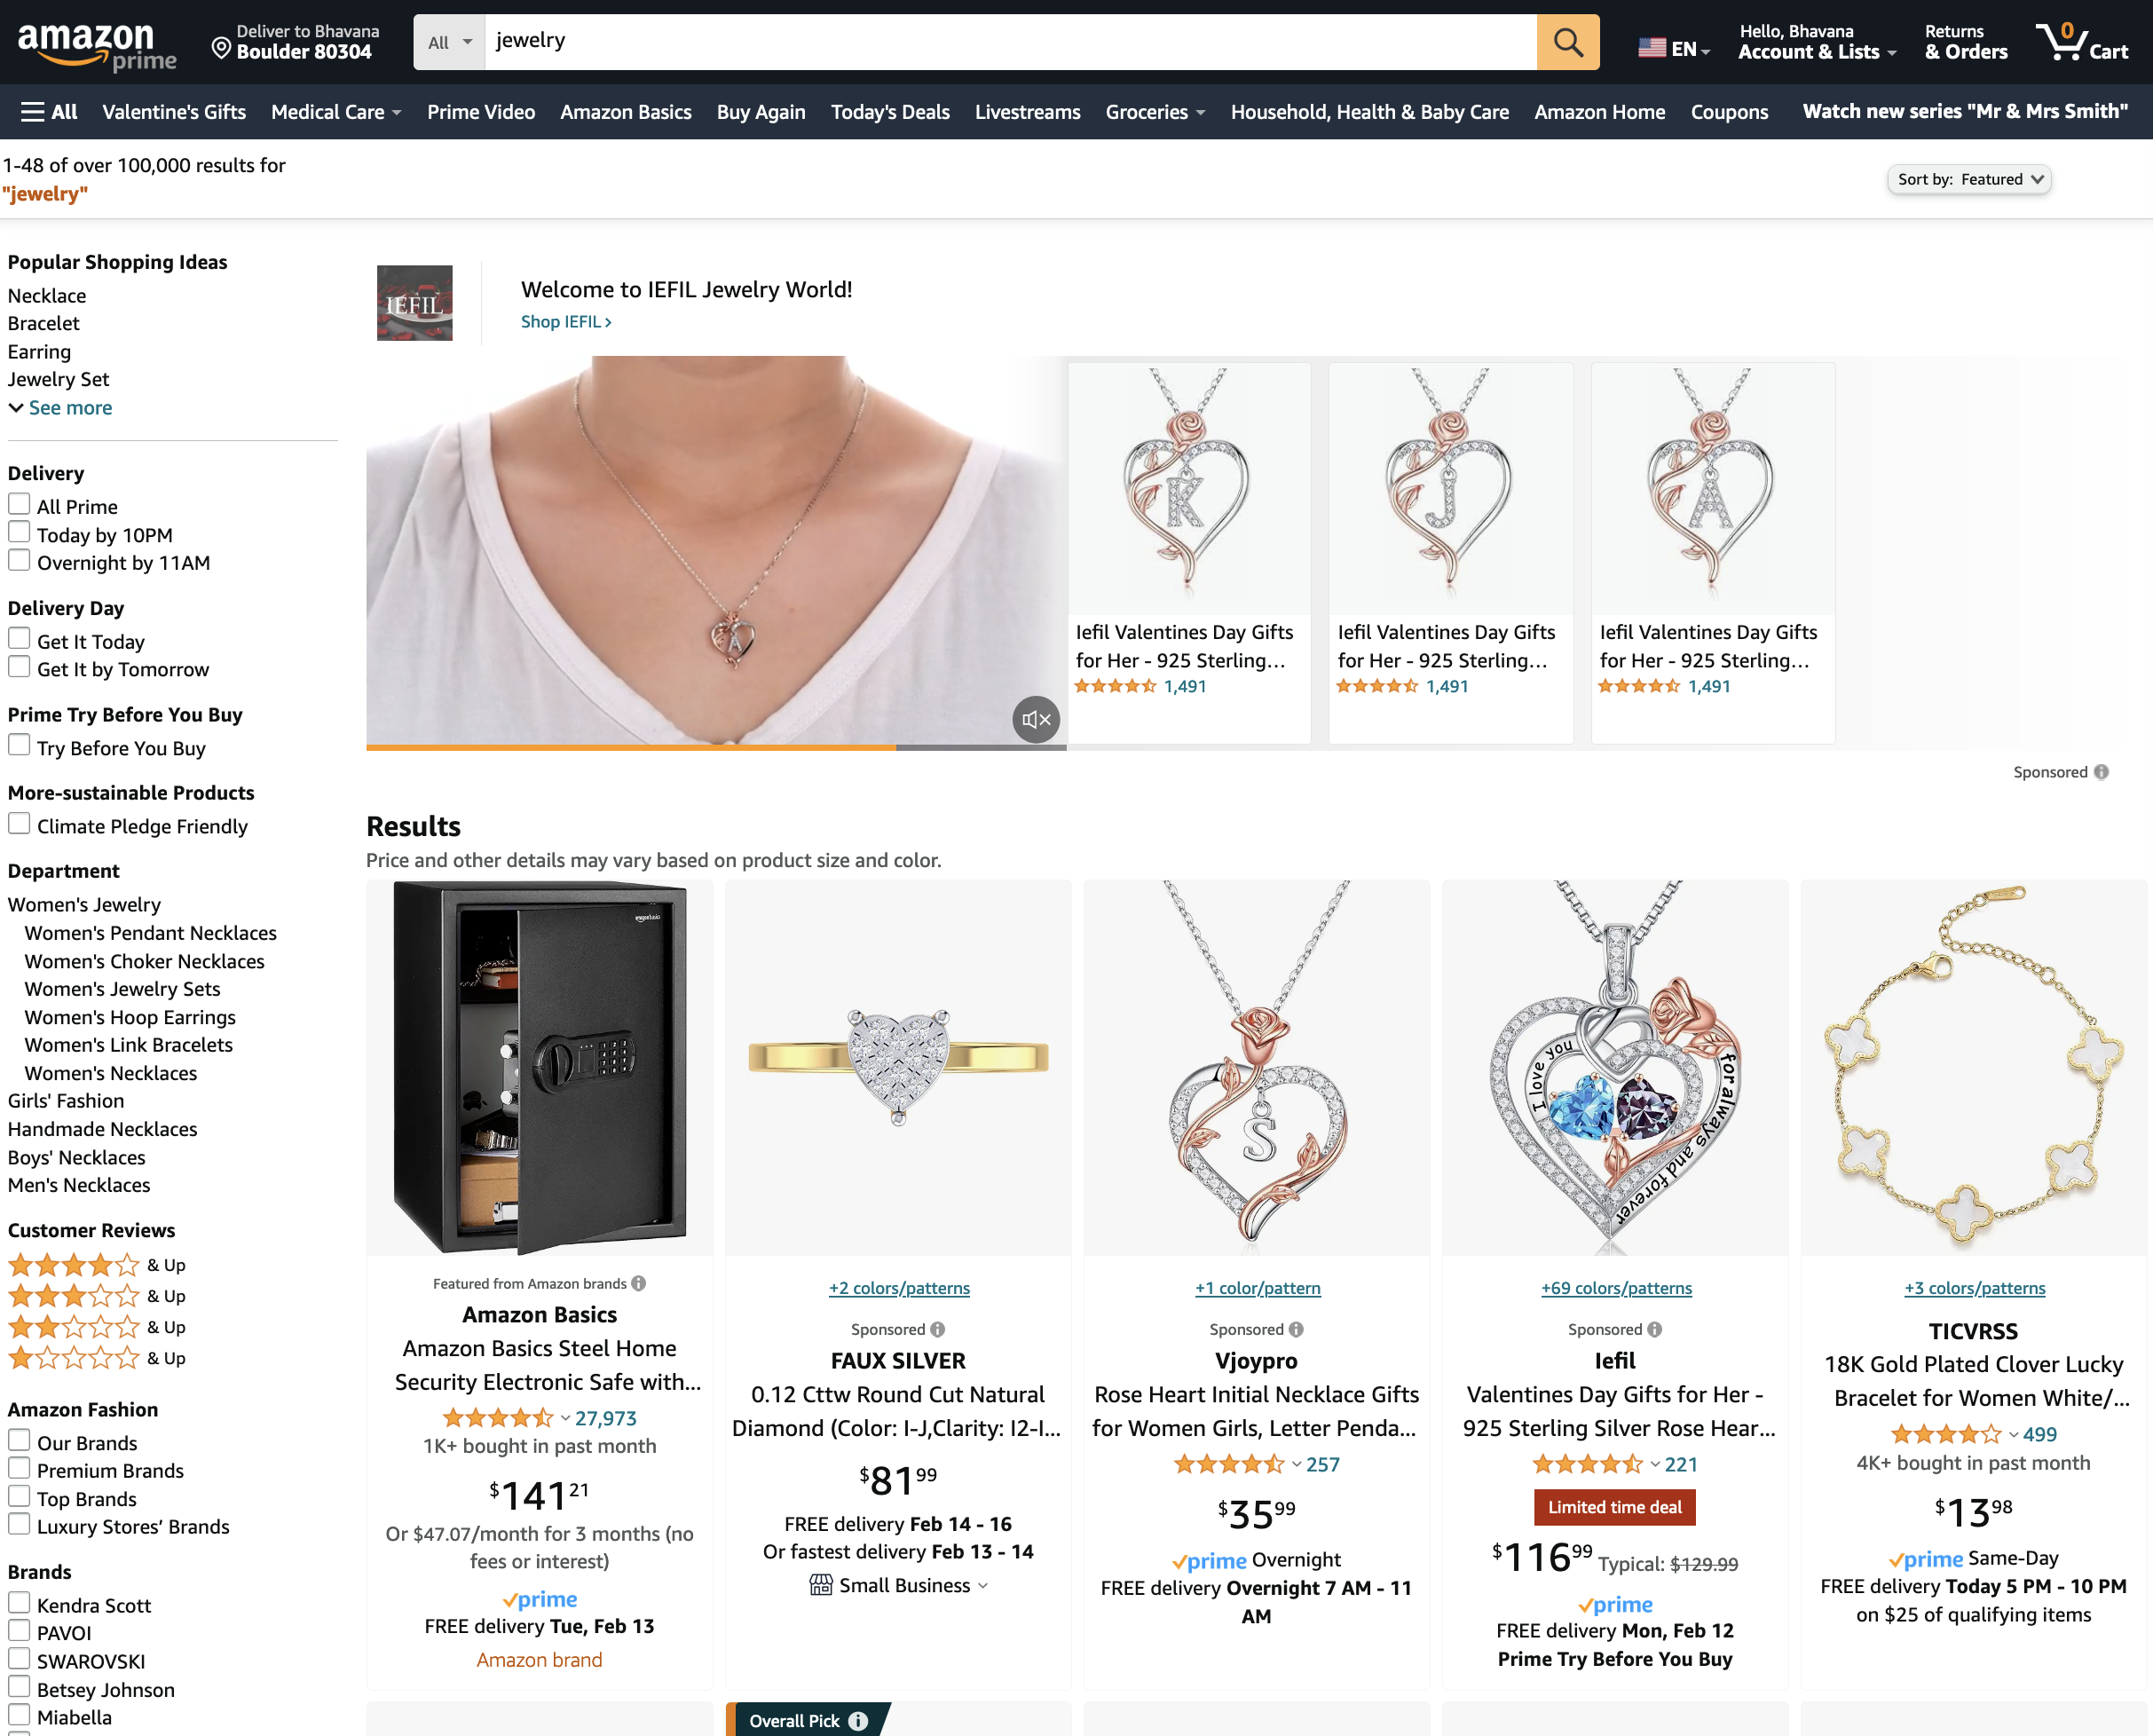 amazon
prime
Deliver to Bhavana
Boulder 80304
All
jewelry
EN
Hello, Bhavana
Account & Lists
Returns
& Orders
0
Cart
All
Valentine's Gifts
Medical Care
Prime Video
Amazon Basics
Buy Again
Today's Deals
Livestreams
Groceries
Household, Health & Baby Care
Amazon Home
Coupons
Watch new series "Mr & Mrs Smith"
1-48 of over 100,000 results for
"jewelry"
Sort by: Featured
Popular Shopping Ideas
Necklace
Bracelet
Earring
Jewelry Set
See more
Delivery
All Prime
Today by 10PM
Overnight by 11AM
Delivery Day
Get It Today
Get It by Tomorrow
Prime Try Before You Buy
Try Before You Buy
More-sustainable Products
Climate Pledge Friendly
Department
Women's Jewelry
Women's Pendant Necklaces
Women's Choker Necklaces
Women's Jewelry Sets
Women's Hoop Earrings
Women's Link Bracelets
Women's Necklaces
Girls' Fashion
Handmade Necklaces
Boys' Necklaces
Men's Necklaces
Customer Reviews
& Up
& Up
& Up
& Up
Amazon Fashion
Our Brands
Premium Brands
Top Brands
Luxury Stores’ Brands
Brands
Kendra Scott
PAVOI
SWAROVSKI
Betsey Johnson
Miabella
IEFIL
Welcome to IEFIL Jewelry World!
Shop IEFIL
A
K
Iefil Valentines Day Gifts
for Her - 925 Sterling…
1,491
J
Iefil Valentines Day Gifts
for Her - 925 Sterling…
1,491
A
Iefil Valentines Day Gifts
for Her - 925 Sterling…
1,491
Sponsored
Results
Price and other details may vary based on product size and color.
amazonbasics
Featured from Amazon brands
Amazon Basics
Amazon Basics Steel Home
Security Electronic Safe with…
27,973
1K+ bought in past month
$141.21
Or $47.07/month for 3 months (no
fees or interest)
prime
FREE delivery Tue, Feb 13
Amazon brand
+2 colors/patterns
Sponsored
FAUX SILVER
0.12 Cttw Round Cut Natural
Diamond (Color: I-J,Clarity: I2-I…
$81.99
FREE delivery Feb 14 - 16
Or fastest delivery Feb 13 - 14
Small Business
S
+1 color/pattern
Sponsored
Vjoypro
Rose Heart Initial Necklace Gifts
for Women Girls, Letter Penda…
257
$35.99
prime Overnight
FREE delivery Overnight 7 AM - 11
AM
I love you
for always and forever
+69 colors/patterns
Sponsored
Iefil
Valentines Day Gifts for Her -
925 Sterling Silver Rose Hear…
221
Limited time deal
$116.99 Typical: $129.99
prime
FREE delivery Mon, Feb 12
Prime Try Before You Buy
+3 colors/patterns
TICVRSS
18K Gold Plated Clover Lucky
Bracelet for Women White/…
499
4K+ bought in past month
$13.98
prime Same-Day
FREE delivery Today 5 PM - 10 PM
on $25 of qualifying items
Overall Pick